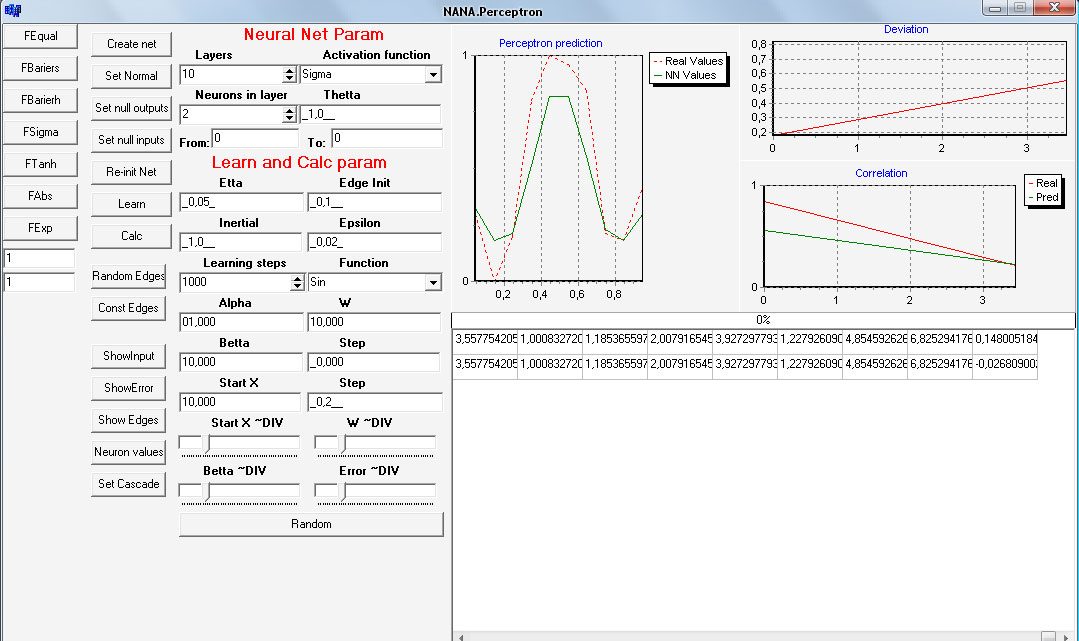 NANA.Perceptron
FEqual
FBariers
FBarierh
FSigma
FTanh
FAbs
FExp
1
1
Create net
Set Normal
Set null outputs
Set null inputs
Re-init Net
Learn
Calc
Random Edges
Const Edges
ShowInput
ShowError
Show Edges
Neuron values
Set Cascade
Neural Net Param
Layers Activation function
10 Sigma
Neurons in layer Thetta
2 _1,0__
From: 0 To: 0
Learn and Calc param
Etta Edge Init
_0,05_ _0,1__
Inertial Epsilon
_1,0__ _0,02_
Learning steps Function
1000 Sin
Alpha W
01,000 10,000
Betta Step
10,000 _0,000
Start X Step
10,000 _0,2__
Start X ~DIV W ~DIV
Betta ~DIV Error ~DIV
Random
Perceptron prediction
1
0
0,2 0,4 0,6 0,8
Real Values
NN Values
Deviation
0,8
0,7
0,6
0,5
0,4
0,3
0,2
0 1 2 3
Correlation
1
0
0 1 2 3
Real
Pred
0%
3,557754205 1,000832720 1,185365597 2,007916545 3,927297793 1,227926090 4,854592626 6,825294176 0,148005184
3,557754205 1,000832720 1,185365597 2,007916545 3,927297793 1,227926090 4,854592626 6,825294176 -0,026809002